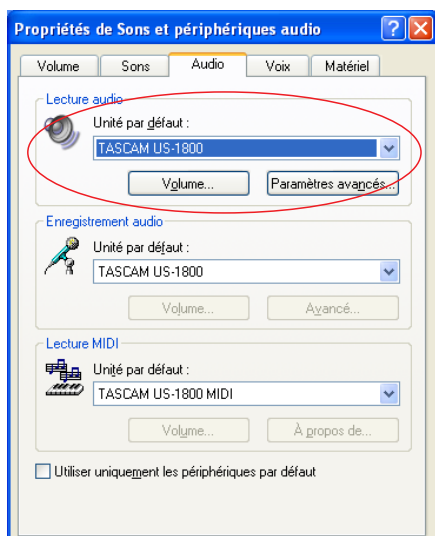 Propriétés de Sons et périphériques audio
Volume Sons Audio Voix Matériel
Lecture audio
Unité par défaut :
TASCAM US-1800
Volume... Paramètres avancés...
Enregistrement audio
Unité par défaut :
TASCAM US-1800
Volume... Avancé...
Lecture MIDI
Unité par défaut :
TASCAM US-1800 MIDI
Volume... À propos de...
Utiliser uniquement les périphériques par défaut